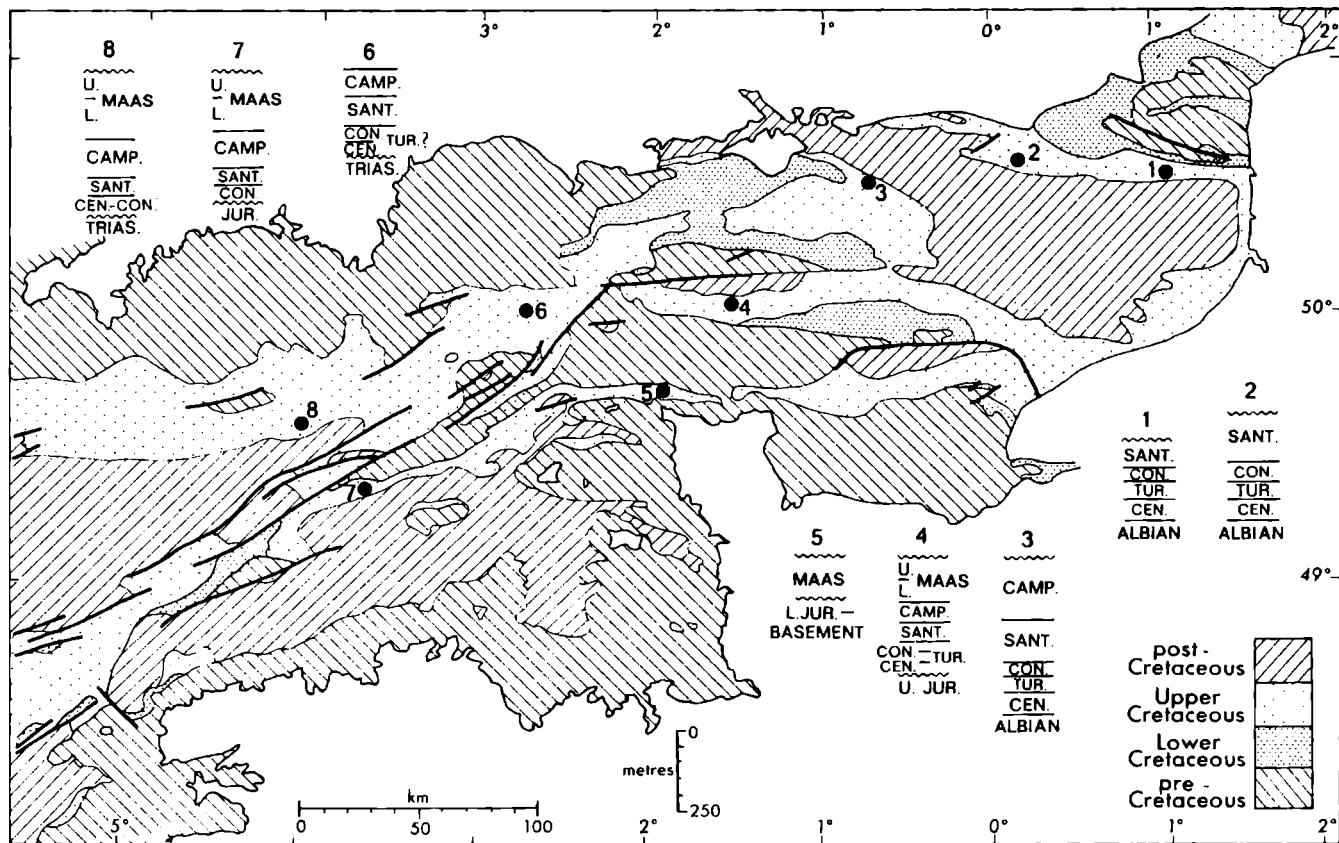 3° 2° 1° 0° 1° 2°
8
U.
MAAS
L.
CAMP.
SANT.
CEN.-CON.
TRIAS.
7
U.
MAAS
L.
CAMP.
SANT.
CON.
JUR.
6
CAMP.
SANT.
CON. TUR.?
CEN.
TRIAS.
2
1
3
4
50°
6
5
8
7
1
SANT.
CON.
TUR.
CEN.
ALBIAN
2
SANT.
CON.
TUR.
CEN.
ALBIAN
5
MAAS
L.JUR.–
BASEMENT
4
U.
MAAS
L.
CAMP.
SANT.
CON. TUR.
CEN.
U. JUR.
3
CAMP.
SANT.
CON.
TUR.
CEN.
ALBIAN
49°
post-
Cretaceous
Upper
Cretaceous
Lower
Cretaceous
pre-
Cretaceous
0
metres
250
km
0 50 100
5° 2° 1° 0° 1° 2°